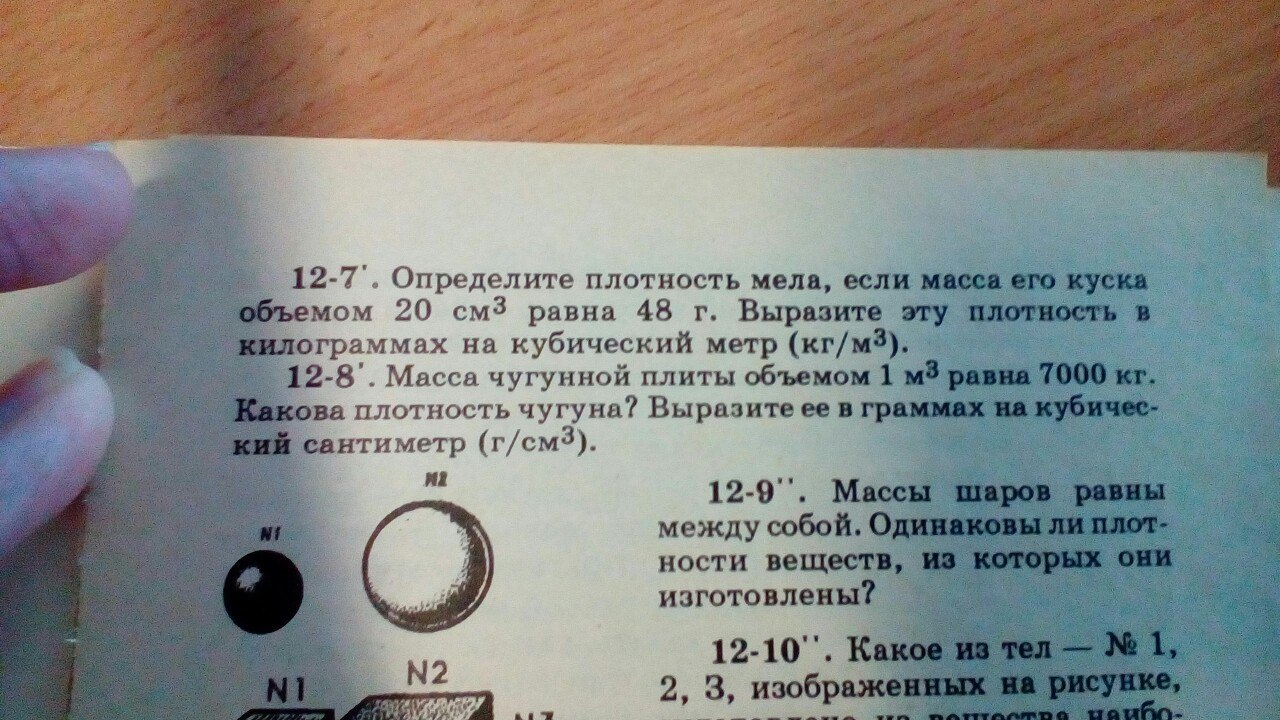 12-7'. Определите плотность мела, если масса его куска
объемом 20 см³ равна 48 г. Выразите эту плотность в
килограммах на кубический метр (кг/м³).
12-8'. Масса чугунной плиты объемом 1 м³ равна 7000 кг.
Какова плотность чугуна? Выразите ее в граммах на кубичес-
кий сантиметр (г/см³).
N2
N1
12-9''. Массы шаров равны
между собой. Одинаковы ли плот-
ности веществ, из которых они
изготовлены?
12-10''. Какое из тел — № 1,
2, 3, изображенных на рисунке,
N1 N2
из вещества